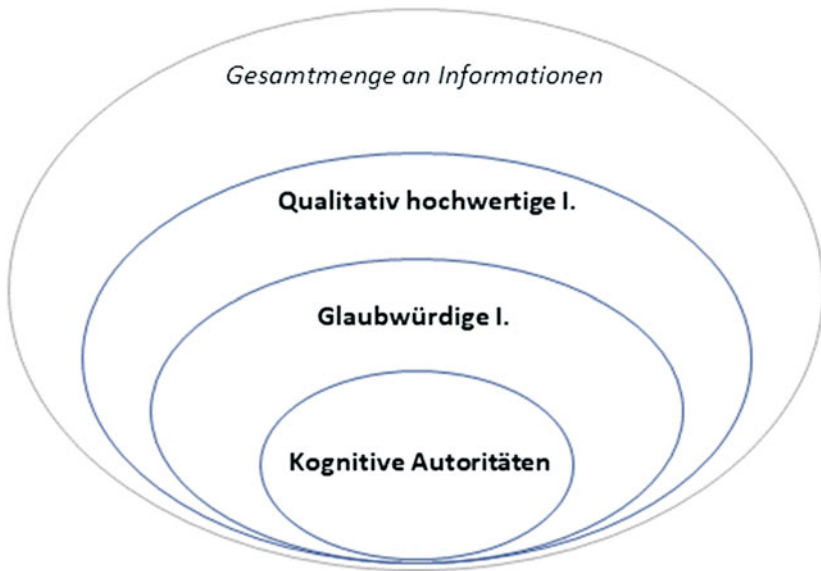 Gesamtmenge an Informationen
Qualitativ hochwertige I.
Glaubwürdige I.
Kognitive Autoritäten